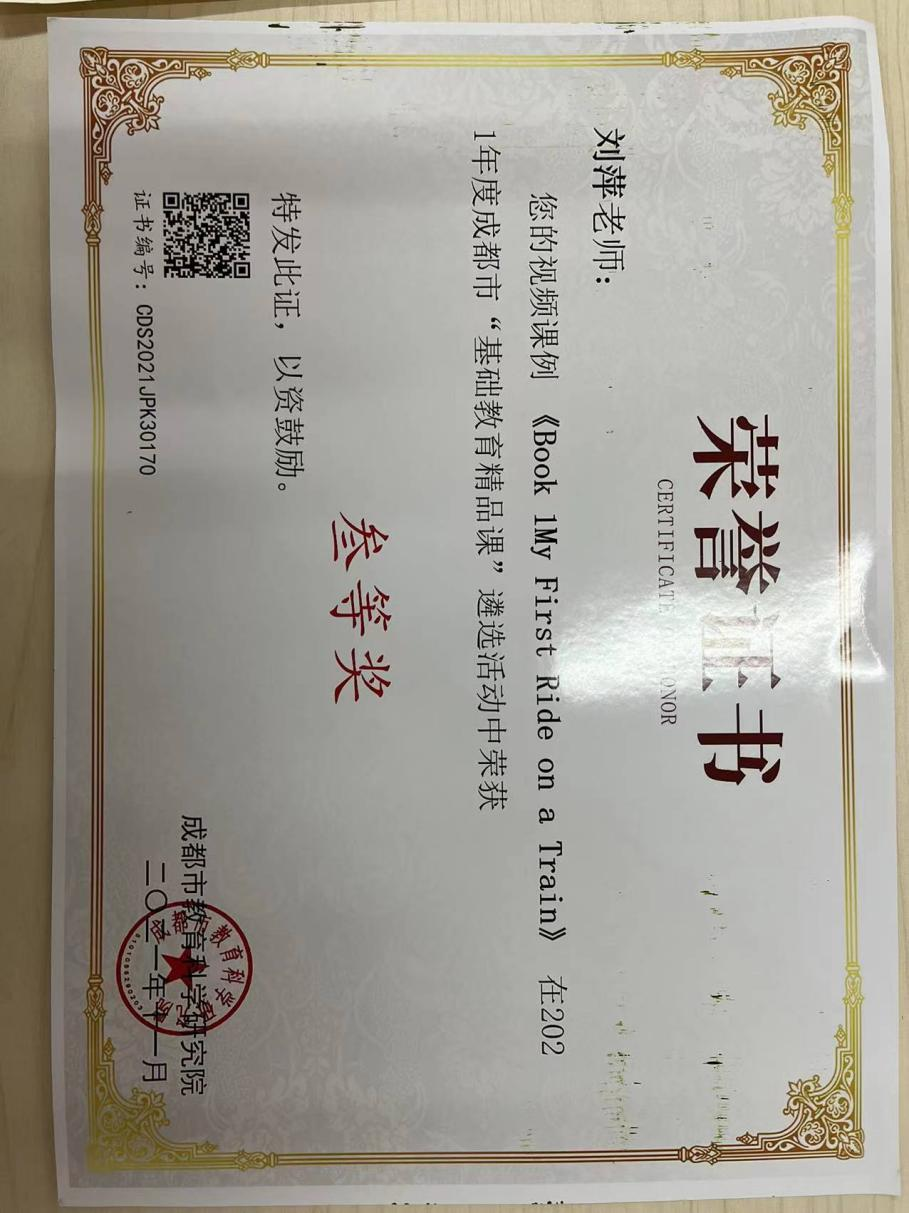 荣誉证书
CERTIFICATE ONOR
刘萍老师：
您的视频课例 《Book 1My First Ride on a Train》 在202
1年度成都市“基础教育精品课”遴选活动中荣获
叁等奖
特发此证，以资鼓励。
证书编号：CDS2021JPK30170
成都市教育科学研究院
二〇二一年十一月